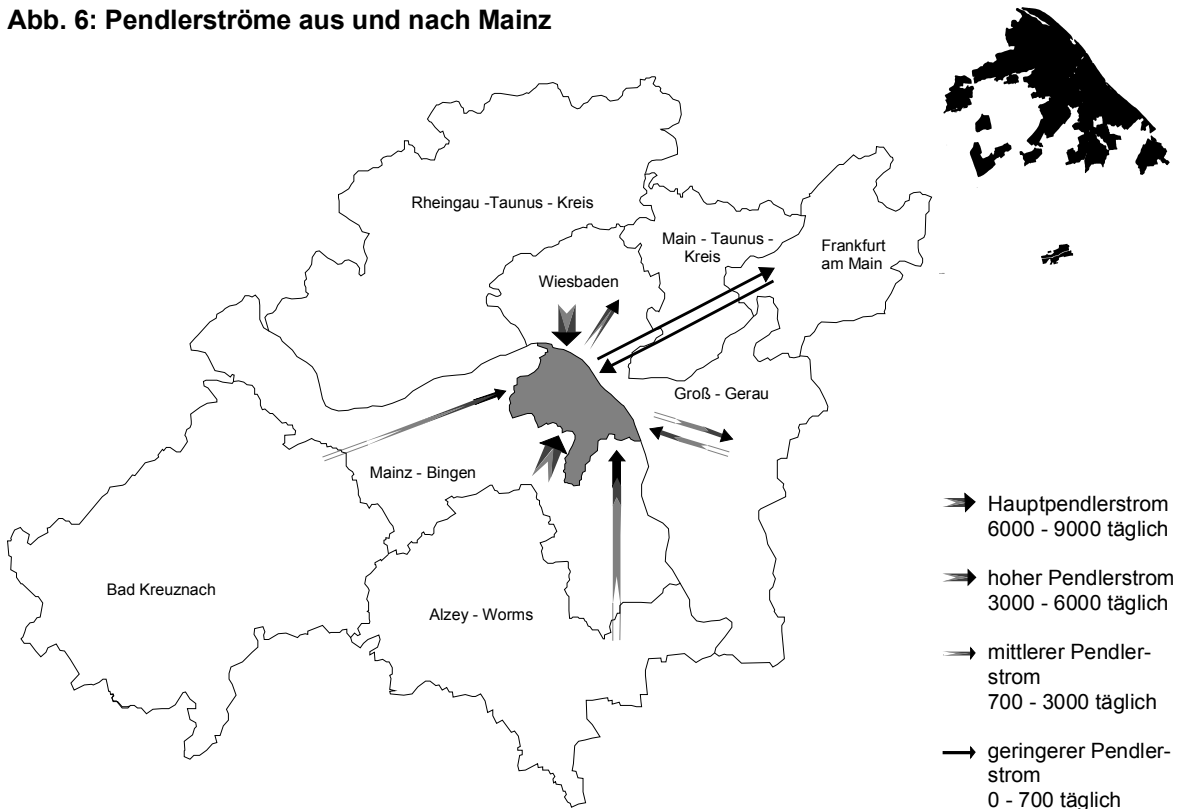 Abb. 6: Pendlerströme aus und nach Mainz
Rheingau -Taunus - Kreis
Main - Taunus -
Kreis
Frankfurt
am Main
Wiesbaden
Groß - Gerau
Mainz - Bingen
Bad Kreuznach
Alzey - Worms
Hauptpendlerstrom
6000 - 9000 täglich
hoher Pendlerstrom
3000 - 6000 täglich
mittlerer Pendler-
strom
700 - 3000 täglich
geringerer Pendler-
strom
0 - 700 täglich